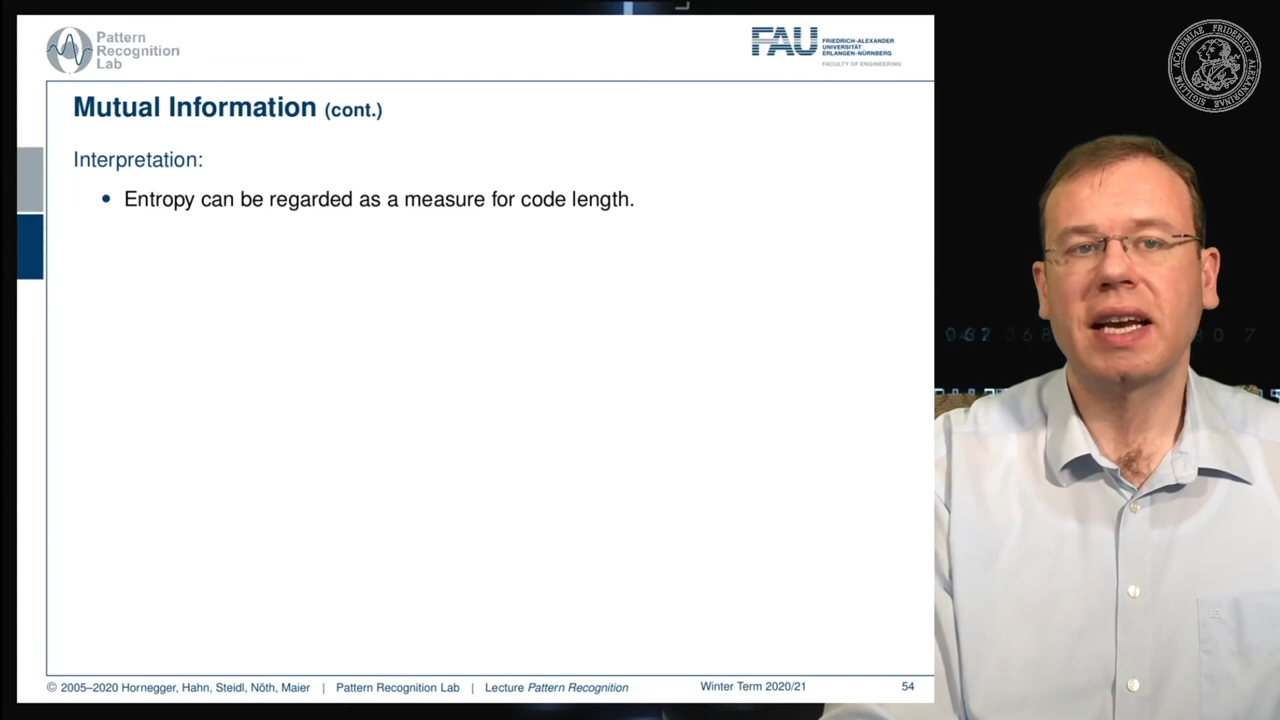 Pattern
Recognition
Lab
FAU
FRIEDRICH-ALEXANDER
UNIVERSITÄT
ERLANGEN-NÜRNBERG
FACULTY OF ENGINEERING
Mutual Information (cont.)
Interpretation:
• Entropy can be regarded as a measure for code length.
© 2005–2020 Hornegger, Hahn, Steidl, Nöth, Maier | Pattern Recognition Lab | Lecture Pattern Recognition Winter Term 2020/21 54